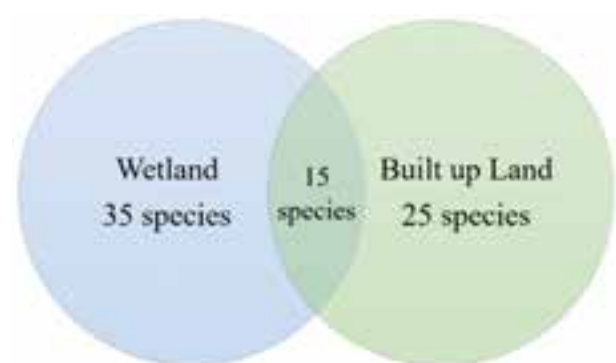 Wetland
35 species
15
species
Built up Land
25 species